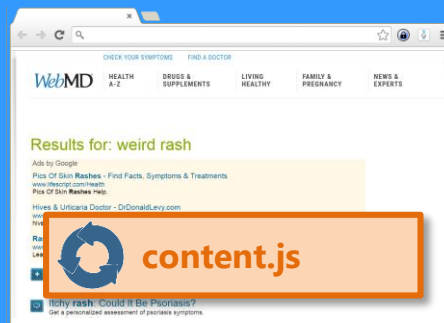 CHECK YOUR SYMPTOMS FIND A DOCTOR
WebMD
HEALTH A-Z
DRUGS & SUPPLEMENTS
LIVING HEALTHY
FAMILY & PREGNANCY
NEWS & EXPERTS
Results for: weird rash
Ads by Google
Pics Of Skin Rashes - Find Facts, Symptoms & Treatments
www.lifescript.com/Health
Pics Of Skin Rashes Help.
Hives & Urticaria Doctor - DrDonaldLevy.com
content.js
Itchy rash: Could It Be Psoriasis?
Get a personalized assessment of psoriasis symptoms.